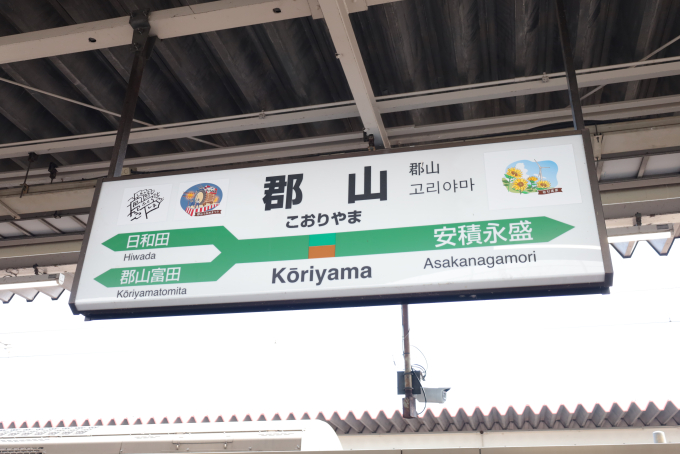 郡山
こおりやま
郡山
고리야마
日和田
Hiwada
郡山富田
Kōriyamatomita
Kōriyama
安積永盛
Asakanagamori